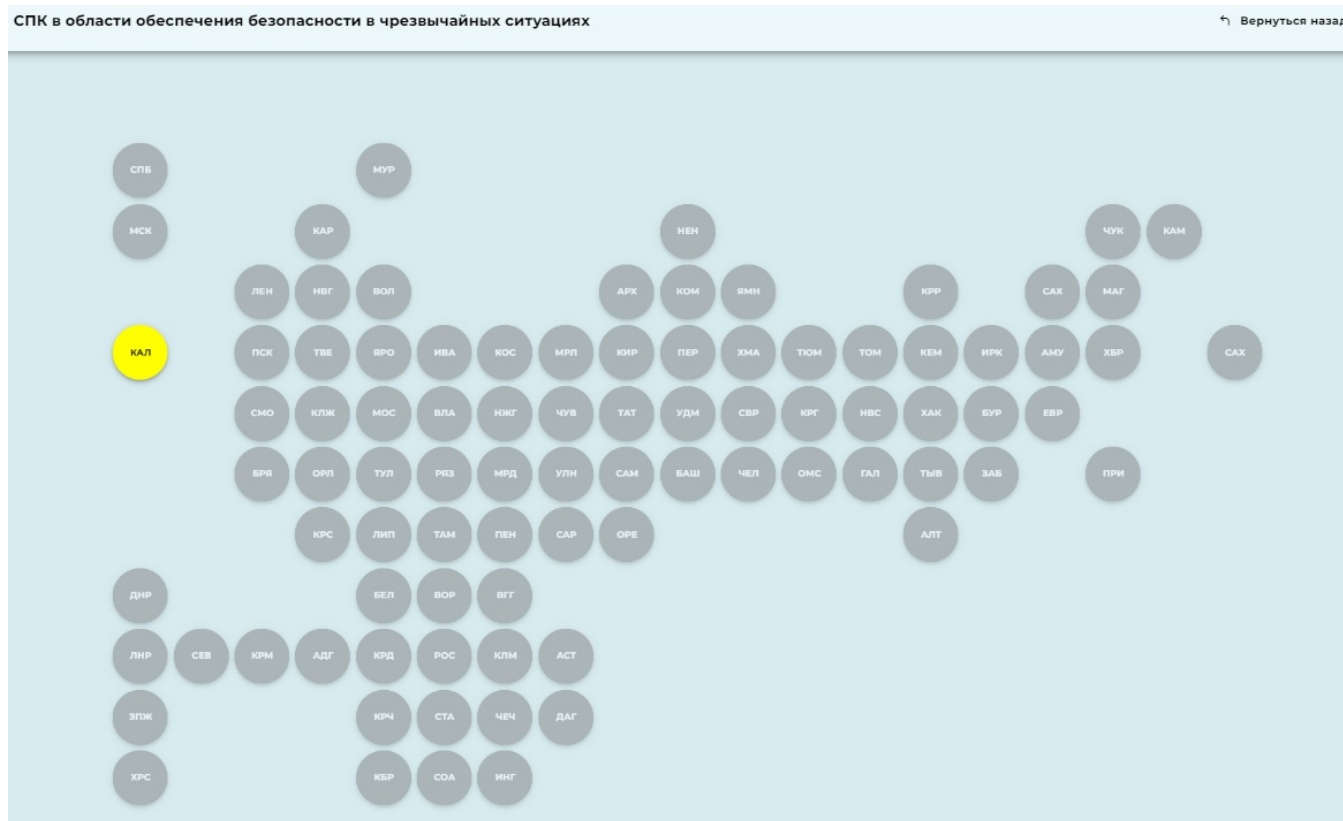 СПК в области обеспечения безопасности в чрезвычайных ситуациях Вернуться назад
СПБ МУР
МСК КАР НЕН ЧУК КАМ
ЛЕН НВГ ВОЛ АРХ КОМ ЯМН КРР САХ МАГ
КАЛ ПСК ТВЕ ЯРО ИВА КОС МРЛ КИР ПЕР ХМА ТЮМ ТОМ КЕМ ИРК АМУ ХБР САХ
СМО КЛЖ МОС ВЛА НЖГ ЧУВ ТАТ УДМ СВР КРГ НВС ХАК БУР ЕВР
БРЯ ОРЛ ТУЛ РЯЗ МРД УЛН САМ БАШ ЧЕЛ ОМС ГАЛ ТЫВ ЗАБ ПРИ
КРС ЛИП ТАМ ПЕН САР ОРЕ АЛТ
ДНР БЕЛ ВОР ВГГ
ЛНР СЕВ КРМ АДГ КРД РОС КЛМ АСТ
ЗПЖ КРЧ СТА ЧЕЧ ДАГ
ХРС КБР СОА ИНГ